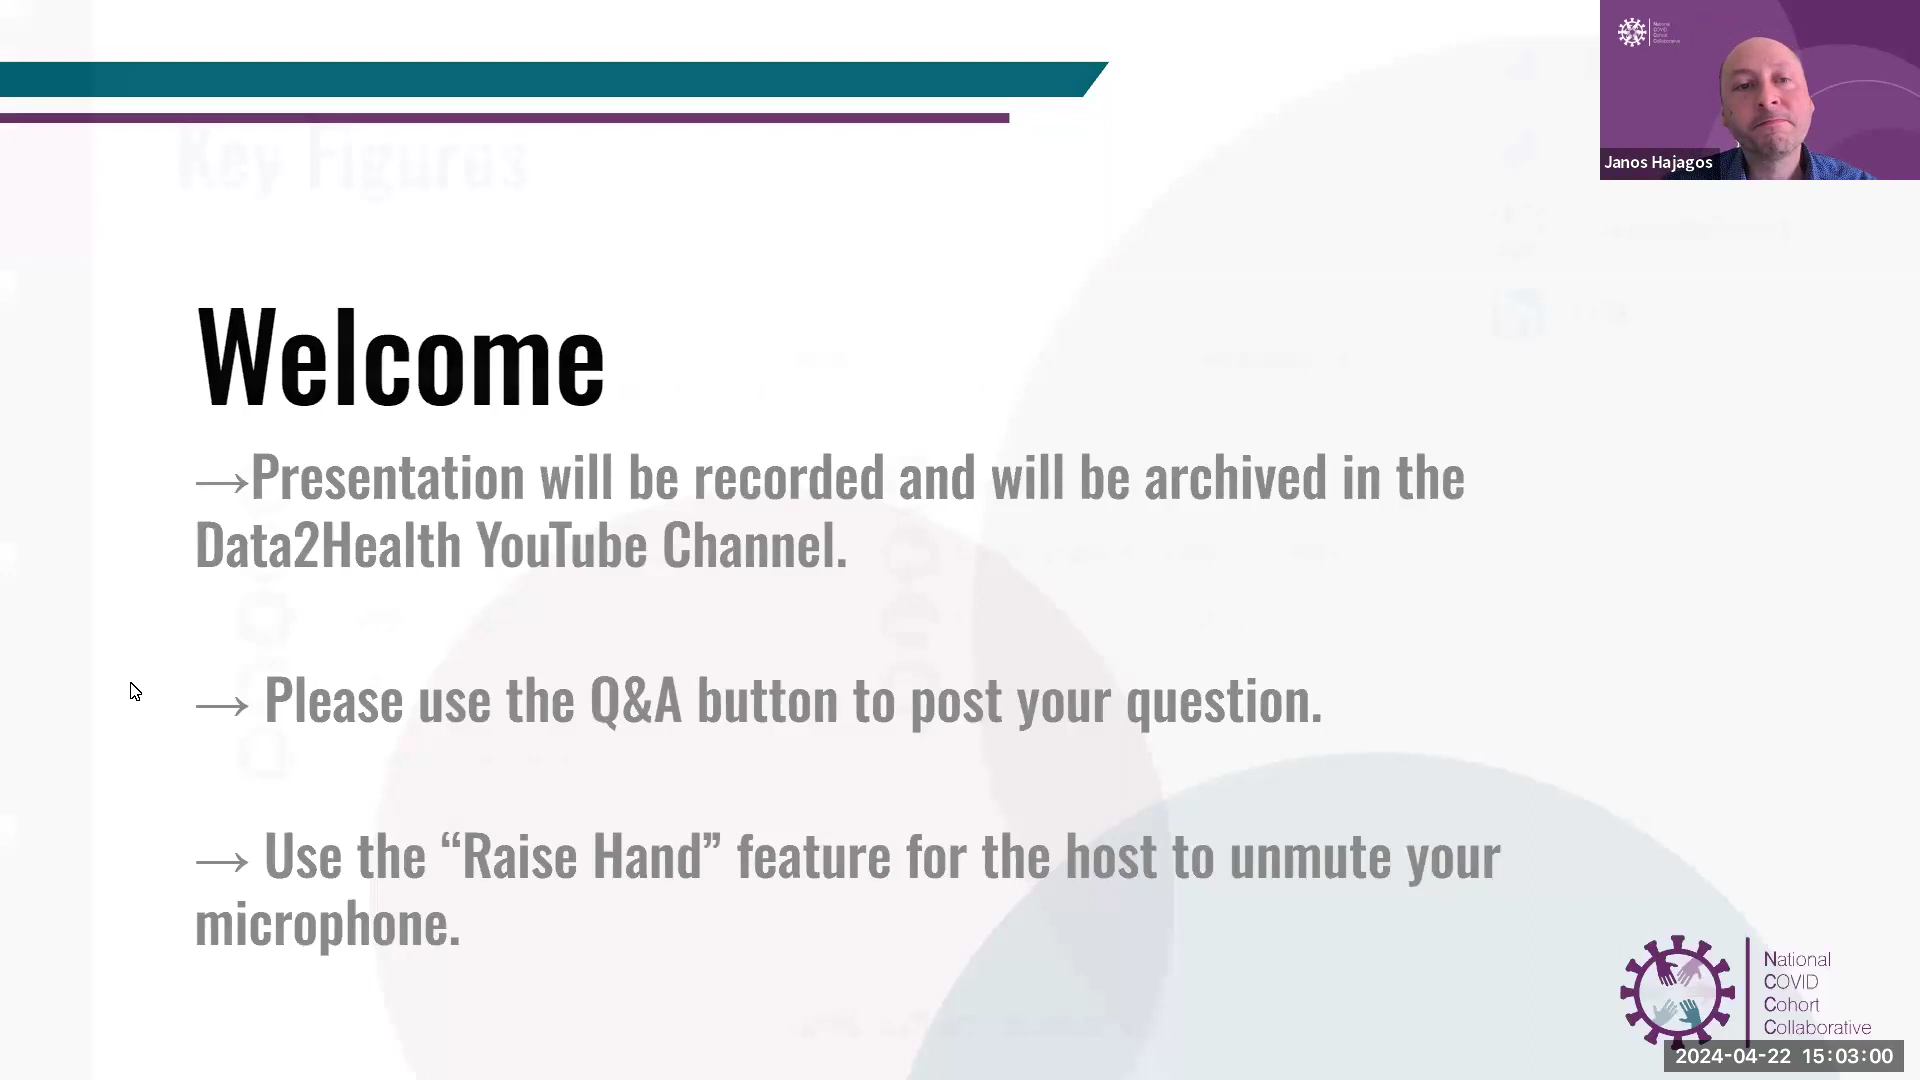 Key Figures
Janos Hajagos
Welcome
→Presentation will be recorded and will be archived in the
Data2Health YouTube Channel.
→ Please use the Q&A button to post your question.
→ Use the “Raise Hand” feature for the host to unmute your
microphone.
National
COVID
Cohort
Collaborative
2024-04-22 15:03:00